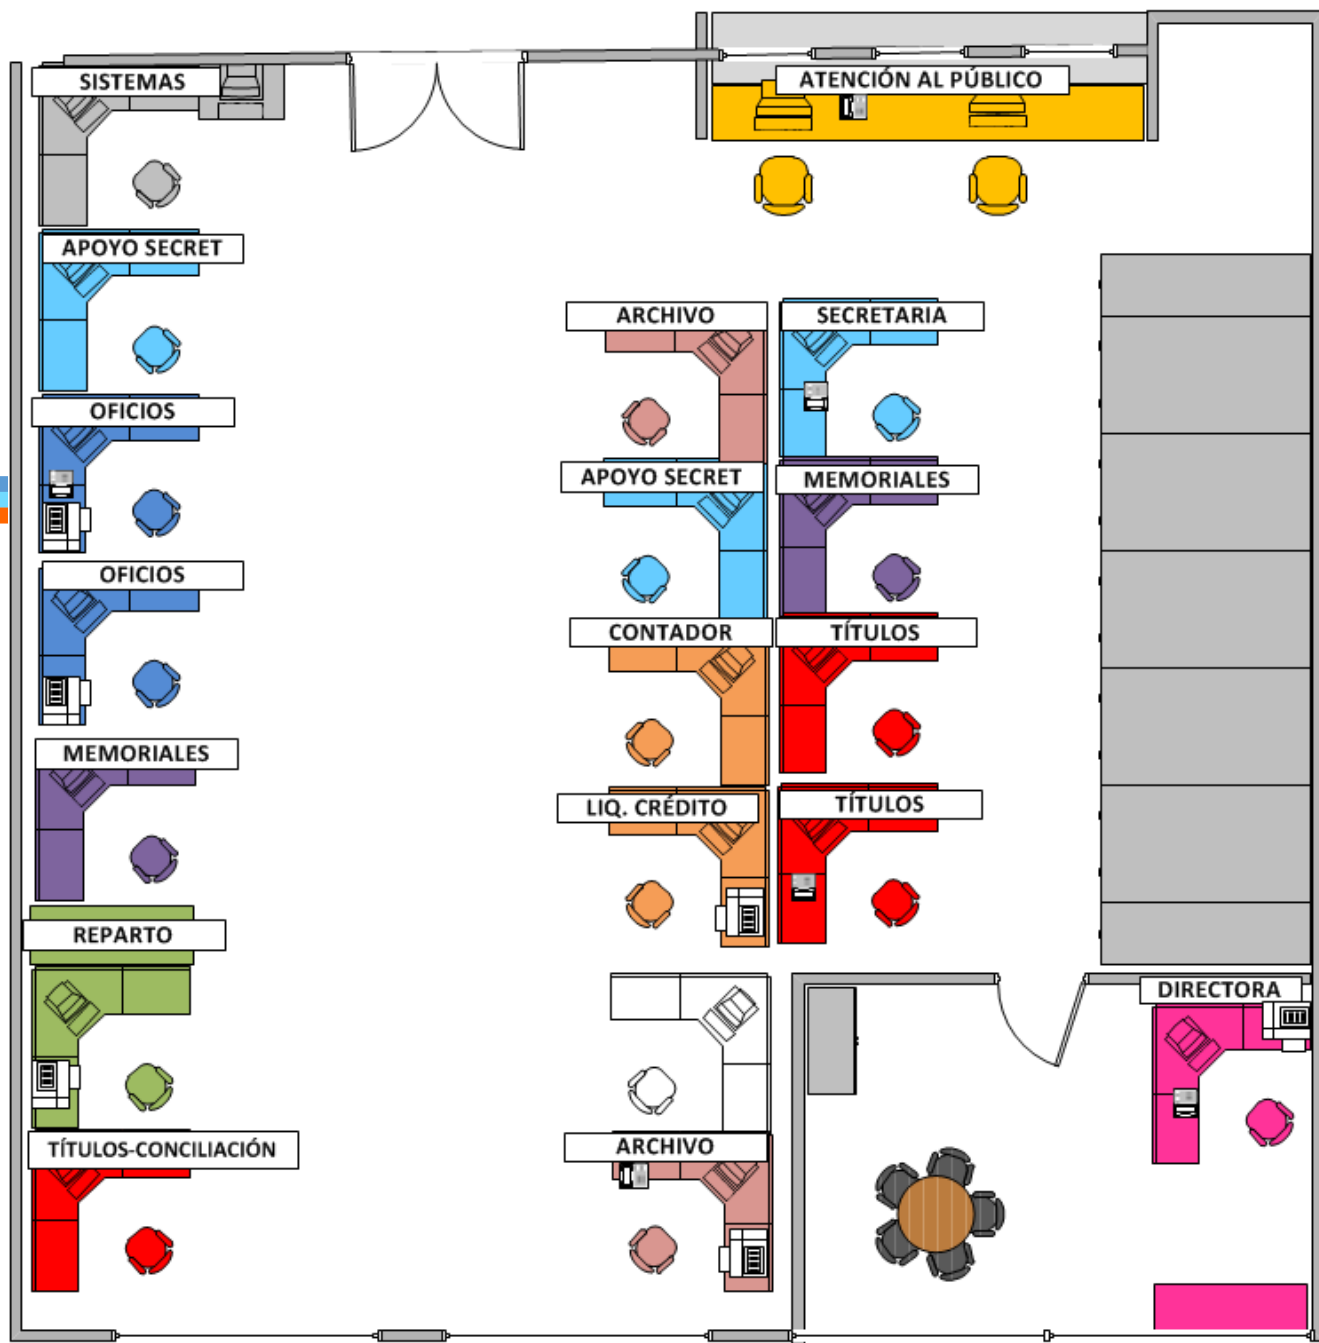 SISTEMAS
ATENCIÓN AL PÚBLICO
APOYO SECRET
ARCHIVO
SECRETARIA
OFICIOS
APOYO SECRET
MEMORIALES
OFICIOS
CONTADOR
TÍTULOS
MEMORIALES
LIQ. CRÉDITO
TÍTULOS
REPARTO
DIRECTORA
TÍTULOS-CONCILIACIÓN
ARCHIVO